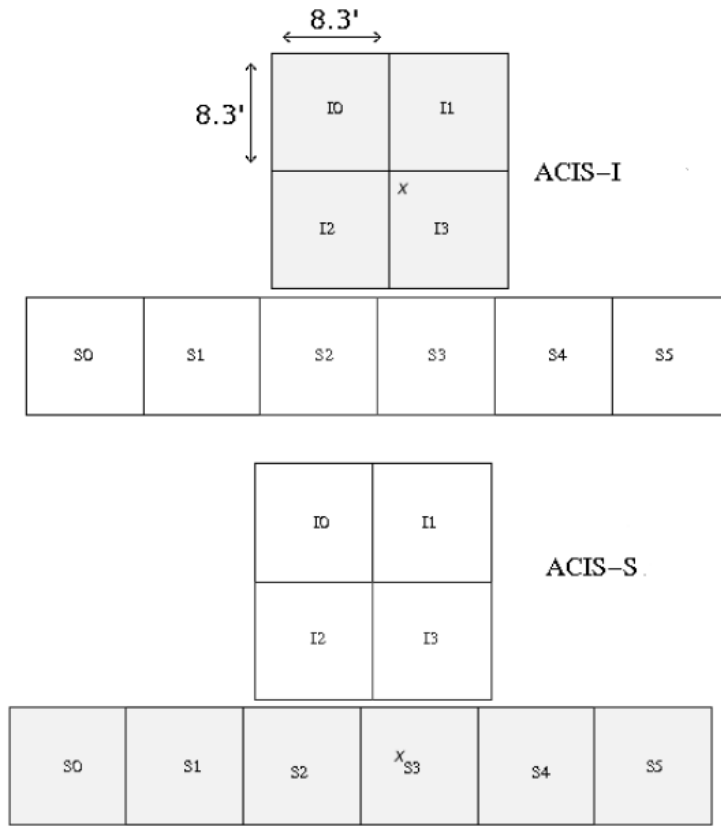 8.3'
8.3'
I0 I1
ACIS-I
x
I2 I3
S0 S1 S2 S3 S4 S5
I0 I1
ACIS-S
I2 I3
x
S0 S1 S2 S3 S4 S5